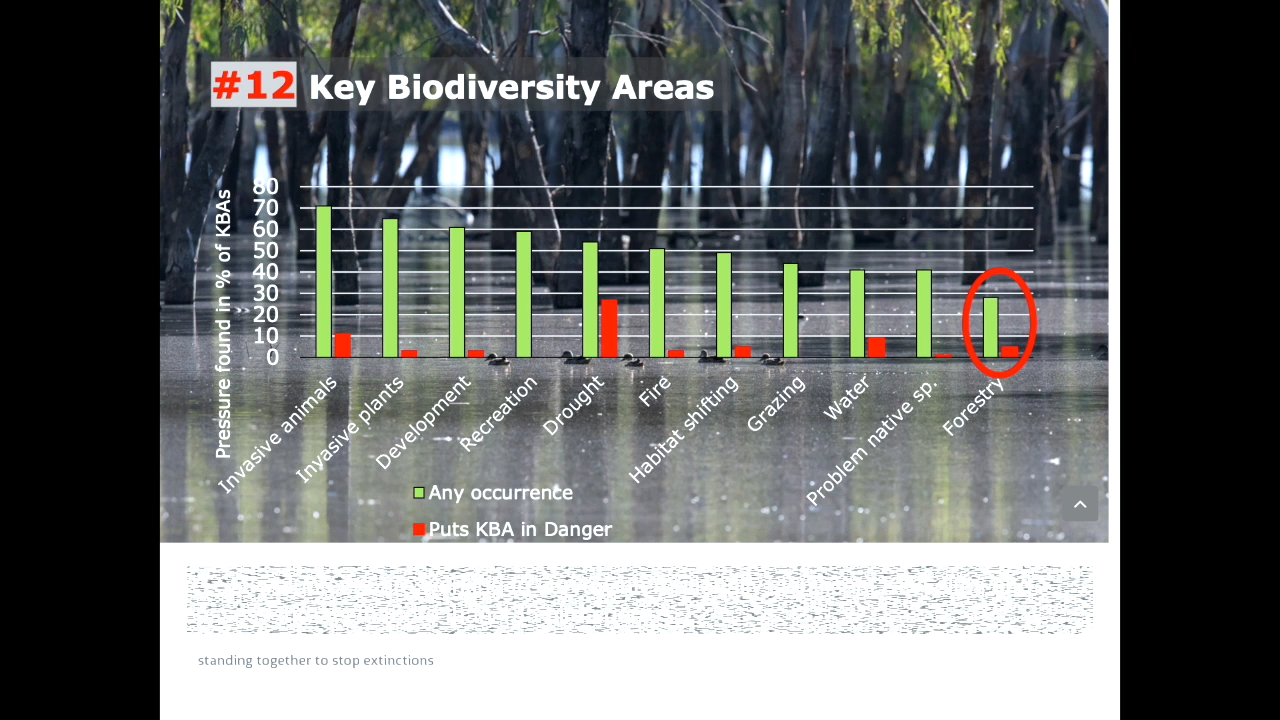 #12 Key Biodiversity Areas
Pressure found in % of KBAs
80
70
60
50
40
30
20
10
0
Invasive animals
Invasive plants
Development
Recreation
Drought
Fire
Habitat shifting
Grazing
Water
Problem native sp.
Forestry
Any occurrence
Puts KBA in Danger
standing together to stop extinctions